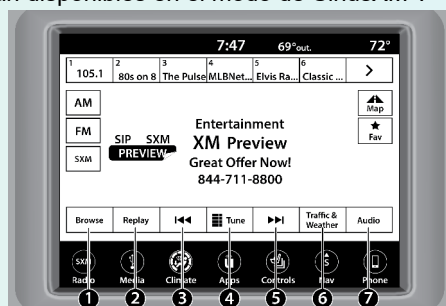 7:47 69°out. 72°
1 105.1 2 80s on 8 3 The Pulse 4 MLBNet... 5 Elvis Ra... 6 Classic ... >
AM
FM
SXM
Map
Fav
SIP SXM
PREVIEW
Entertainment
XM Preview
Great Offer Now!
844-711-8800
Browse Replay Tune Traffic & Weather Audio
SXM
Radio Media Climate Apps Controls Nav Phone
1 2 3 4 5 6 7